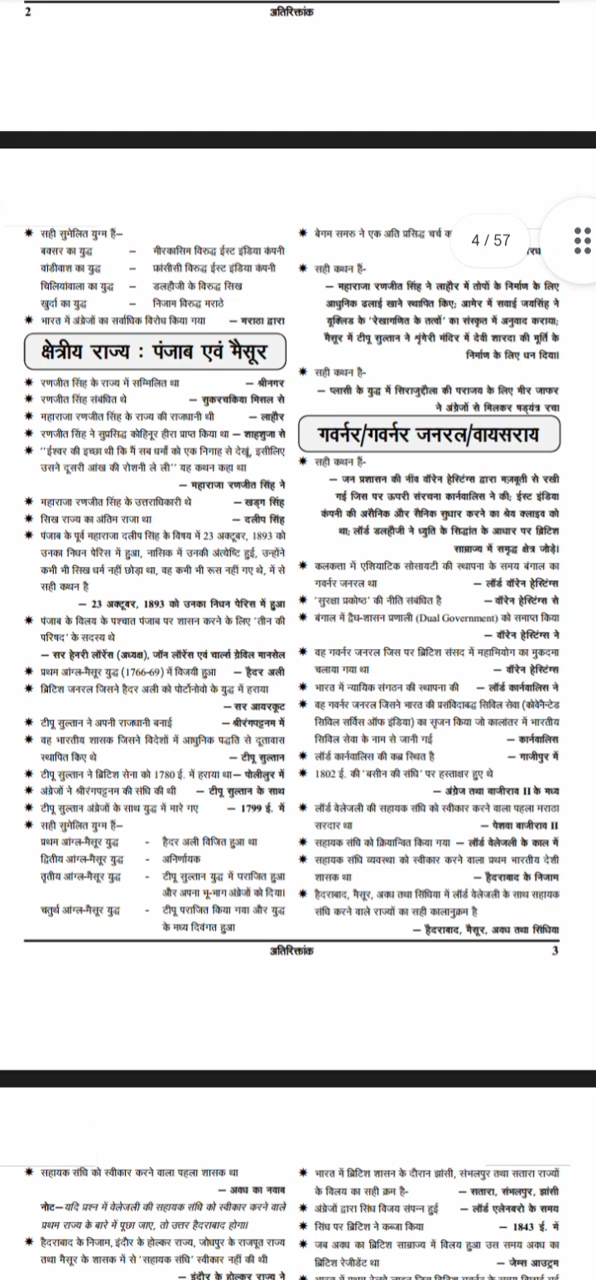 2
अतिरिक्तांक
✷ सही सुमेलित युग्म हैं–
बक्सर का युद्ध – मीरकासिम विरुद्ध ईस्ट इंडिया कंपनी
वांडीवाश का युद्ध – फ्रांसीसी विरुद्ध ईस्ट इंडिया कंपनी
चिलियांवाला का युद्ध – डलहौजी के विरुद्ध सिख
खुर्दा का युद्ध – निजाम विरुद्ध मराठे
✷ भारत में अंग्रेजों का सर्वाधिक विरोध किया गया – मराठा द्वारा
क्षेत्रीय राज्य : पंजाब एवं मैसूर
✷ रणजीत सिंह के राज्य में सम्मिलित था – श्रीनगर
✷ रणजीत सिंह संबंधित थे – सुकरचकिया मिसल से
✷ महाराजा रणजीत सिंह के राज्य की राजधानी थी – लाहौर
✷ रणजीत सिंह ने सुप्रसिद्ध कोहिनूर हीरा प्राप्त किया था – शाहशुजा से
✷ ''ईश्वर की इच्छा थी कि मैं सब धर्मों को एक निगाह से देखूं, इसीलिए
उसने दूसरी आंख की रोशनी ले ली'' यह कथन कहा था
– महाराजा रणजीत सिंह ने
✷ महाराजा रणजीत सिंह के उत्तराधिकारी थे – खड्ग सिंह
✷ सिख राज्य का अंतिम राजा था – दलीप सिंह
✷ पंजाब के पूर्व महाराजा दलीप सिंह के विषय में 23 अक्टूबर, 1893 को
उनका निधन पेरिस में हुआ, नासिक में उनकी अंत्येष्टि हुई, उन्होंने
कभी भी सिख धर्म नहीं छोड़ा था, वह कभी भी रूस नहीं गए थे, में से
सही कथन है
– 23 अक्टूबर, 1893 को उनका निधन पेरिस में हुआ
✷ पंजाब के विलय के पश्चात पंजाब पर शासन करने के लिए 'तीन की
परिषद' के सदस्य थे
– सर हेनरी लॉरेंस (अध्यक्ष), जॉन लॉरेंस एवं चार्ल्स ग्रेविल मानसेल
✷ प्रथम आंग्ल-मैसूर युद्ध (1766-69) में विजयी हुआ – हैदर अली
✷ ब्रिटिश जनरल जिसने हैदर अली को पोर्टोनोवो के युद्ध में हराया
– सर आयरकूट
✷ टीपू सुल्तान ने अपनी राजधानी बनाई – श्रीरंगपट्टनम में
✷ वह भारतीय शासक जिसने विदेशों में आधुनिक पद्धति से दूतावास
स्थापित किए थे – टीपू सुल्तान
✷ टीपू सुल्तान ने ब्रिटिश सेना को 1780 ई. में हराया था– पोलीलुर में
✷ अंग्रेजों ने श्रीरंगपट्टनम की संधि की थी – टीपू सुल्तान के साथ
✷ टीपू सुल्तान अंग्रेजों के साथ युद्ध में मारे गए – 1799 ई. में
✷ सही सुमेलित युग्म हैं–
प्रथम आंग्ल-मैसूर युद्ध - हैदर अली विजित हुआ था
द्वितीय आंग्ल-मैसूर युद्ध - अनिर्णायक
तृतीय आंग्ल-मैसूर युद्ध - टीपू सुल्तान युद्ध में पराजित हुआ
और अपना भू-भाग अंग्रेजों को दिया।
चतुर्थ आंग्ल-मैसूर युद्ध - टीपू पराजित किया गया और युद्ध
के मध्य दिवंगत हुआ
✷ बेगम समरु ने एक अति प्रसिद्ध चर्च
4 / 57
✷ सही कथन हैं-
– महाराजा रणजीत सिंह ने लाहौर में तोपों के निर्माण के लिए
आधुनिक ढलाई खाने स्थापित किए; आमेर में सवाई जयसिंह ने
यूक्लिड के 'रेखागणित के तत्वों' का संस्कृत में अनुवाद कराया;
मैसूर में टीपू सुल्तान ने शृंगेरी मंदिर में देवी शारदा की मूर्ति के
निर्माण के लिए धन दिया।
✷ सही कथन है-
– प्लासी के युद्ध में सिराजुद्दौला की पराजय के लिए मीर जाफर
ने अंग्रेजों से मिलकर षड्यंत्र रचा
गवर्नर/गवर्नर जनरल/वायसराय
✷ सही कथन हैं-
– जन प्रशासन की नींव वॉरेन हेस्टिंग्स द्वारा मज़बूती से रखी
गई जिस पर ऊपरी संरचना कार्नवालिस ने की; ईस्ट इंडिया
कंपनी की असैनिक और सैनिक सुधार करने का श्रेय क्लाइव को
था; लॉर्ड डलहौजी ने ध्युति के सिद्धांत के आधार पर ब्रिटिश
साम्राज्य में समृद्ध क्षेत्र जोड़े।
✷ कलकत्ता में एशियाटिक सोसायटी की स्थापना के समय बंगाल का
गवर्नर जनरल था – लॉर्ड वॉरेन हेस्टिंग्स
✷ 'सुरक्षा प्रकोष्ठ' की नीति संबंधित है – वॉरेन हेस्टिंग्स से
✷ बंगाल में द्वैध-शासन प्रणाली (Dual Government) को समाप्त किया
– वॉरेन हेस्टिंग्स ने
✷ वह गवर्नर जनरल जिस पर ब्रिटिश संसद में महाभियोग का मुकदमा
चलाया गया था – वॉरेन हेस्टिंग्स
✷ भारत में न्यायिक संगठन की स्थापना की – लॉर्ड कार्नवालिस ने
✷ वह गवर्नर जनरल जिसने भारत की प्रसंविदाबद्ध सिविल सेवा (कोवेनैन्टेड
सिविल सर्विस ऑफ इंडिया) का सृजन किया जो कालांतर में भारतीय
सिविल सेवा के नाम से जानी गई – कार्नवालिस
✷ लॉर्ड कार्नवालिस की कब्र स्थित है – गाजीपुर में
✷ 1802 ई. की 'बसीन की संधि' पर हस्ताक्षर हुए थे
– अंग्रेज तथा बाजीराव II के मध्य
✷ लॉर्ड वेलेजली की सहायक संधि को स्वीकार करने वाला पहला मराठा
सरदार था – पेशवा बाजीराव II
✷ सहायक संधि को क्रियान्वित किया गया – लॉर्ड वेलेजली के काल में
✷ सहायक संधि व्यवस्था को स्वीकार करने वाला प्रथम भारतीय देशी
शासक था – हैदराबाद के निजाम
✷ हैदराबाद, मैसूर, अवध तथा सिंधिया में लॉर्ड वेलेजली के साथ सहायक
संधि करने वाले राज्यों का सही कालानुक्रम है
– हैदराबाद, मैसूर, अवध तथा सिंधिया
अतिरिक्तांक
3
✷ सहायक संधि को स्वीकार करने वाला पहला शासक था
– अवध का नवाब
नोट–यदि प्रश्न में वेलेजली की सहायक संधि को स्वीकार करने वाले
प्रथम राज्य के बारे में पूछा जाए, तो उत्तर हैदराबाद होगा।
✷ हैदराबाद के निजाम, इंदौर के होल्कर राज्य, जोधपुर के राजपूत राज्य
तथा मैसूर के शासक में से 'सहायक संधि' स्वीकार नहीं की थी
– इंदौर के होल्कर राज्य ने
✷ भारत में ब्रिटिश शासन के दौरान झांसी, संभलपुर तथा सतारा राज्यों
के विलय का सही क्रम है- – सतारा, संभलपुर, झांसी
✷ अंग्रेजों द्वारा सिंध विजय संपन्न हुई – लॉर्ड एलेनबरो के समय
✷ सिंध पर ब्रिटिश ने कब्जा किया – 1843 ई. में
✷ जब अवध का ब्रिटिश साम्राज्य में विलय हुआ उस समय अवध का
ब्रिटिश रेजीडेंट था – जेम्स आउट्रम